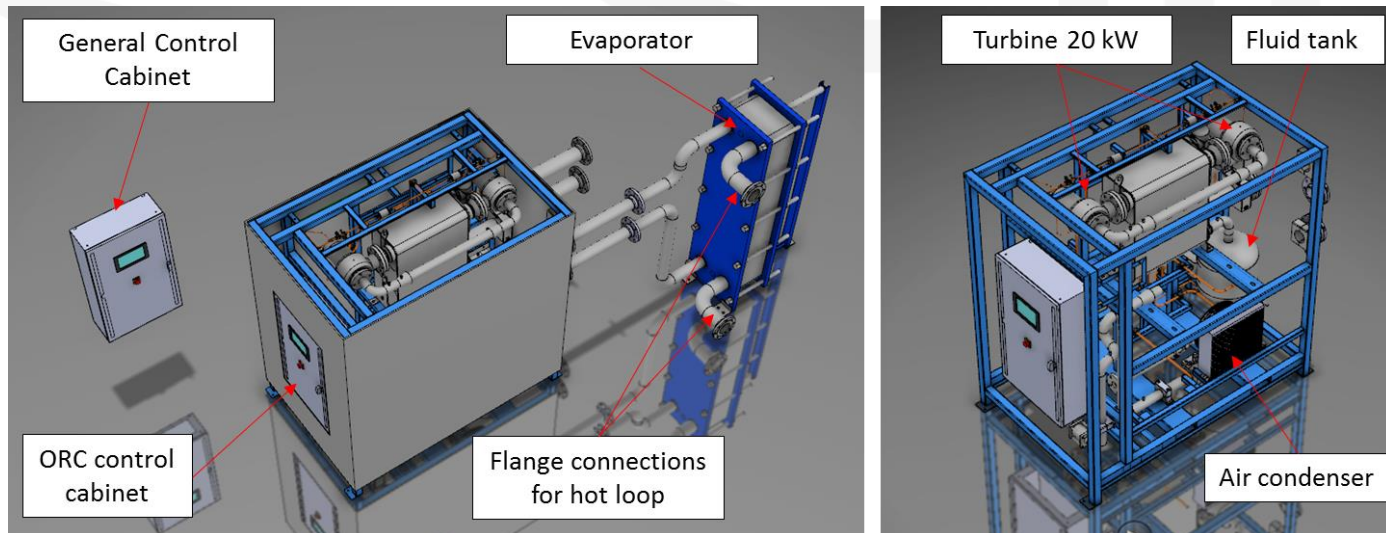 General Control
Cabinet
Evaporator
Turbine 20 kW
Fluid tank
ORC control
cabinet
Flange connections
for hot loop
Air condenser